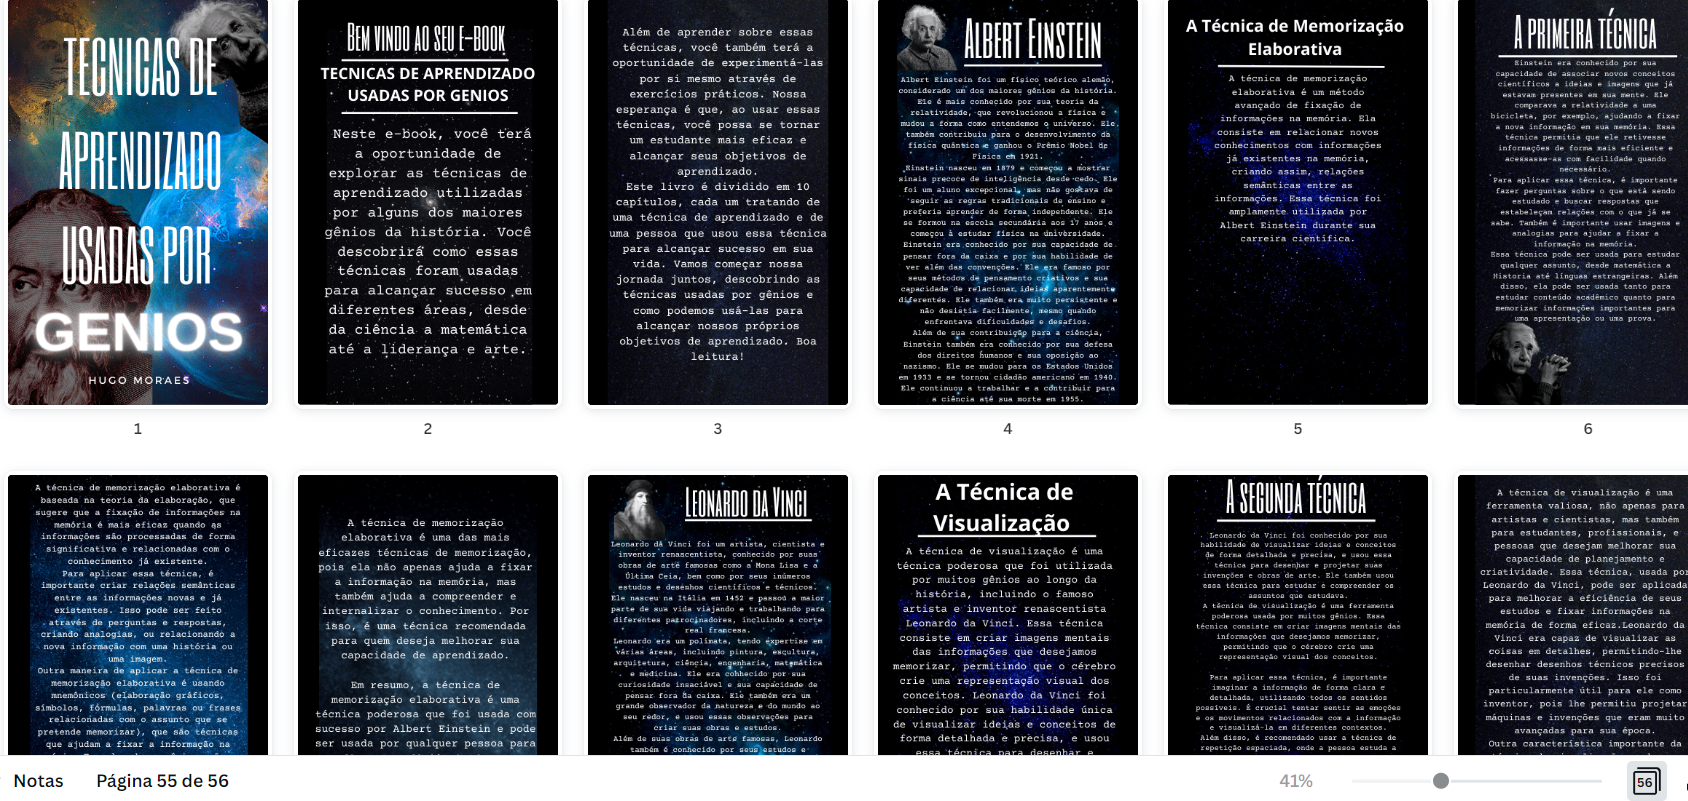 TECNICAS DE
APRENDIZADO
USADAS POR
GENIOS
HUGO MORAES
1
BEM VINDO AO SEU E-BOOK
TECNICAS DE APRENDIZADO
USADAS POR GENIOS
Neste e-book, você terá
a oportunidade de
explorar as técnicas de
aprendizado utilizadas
por alguns dos maiores
gênios da história. Você
descobrirá como essas
técnicas foram usadas
para alcançar sucesso em
diferentes áreas, desde
da ciência a matemática
até a liderança e arte.
2
Além de aprender sobre essas
técnicas, você também terá a
oportunidade de experimentá-las
por si mesmo através de
exercícios práticos. Nossa
esperança é que, ao usar essas
técnicas, você possa se tornar
um estudante mais eficaz e
alcançar seus objetivos de
aprendizado.
Este livro é dividido em 10
capítulos, cada um tratando de
uma técnica de aprendizado e de
uma pessoa que usou essa técnica
para alcançar sucesso em sua
vida. Vamos começar nossa
jornada juntos, descobrindo as
técnicas usadas por gênios e
como podemos usá-las para
alcançar nossos próprios
objetivos de aprendizado. Boa
leitura!
3
ALBERT EINSTEIN
Albert Einstein foi um físico teórico alemão,
considerado um dos maiores gênios da história.
Ele é mais conhecido por sua teoria da
relatividade, que revolucionou a física e
mudou a forma como entendemos o universo. Ele
também contribuiu para o desenvolvimento da
física quântica e ganhou o Prêmio Nobel de
Física em 1921.
Einstein nasceu em 1879 e começou a mostrar
sinais precoce de inteligência desde cedo. Ele
foi um aluno excepcional, mas não gostava de
seguir as regras tradicionais de ensino e
preferia aprender de forma independente. Ele
se formou na escola secundária aos 17 anos e
começou a estudar física na universidade.
Einstein era conhecido por sua capacidade de
pensar fora da caixa e por sua habilidade de
ver além das convenções. Ele era famoso por
seus métodos de pensamento criativos e sua
capacidade de relacionar ideias aparentemente
diferentes. Ele também era muito persistente e
não desistia facilmente, mesmo quando
enfrentava dificuldades e desafios.
Além de sua contribuição para a ciência,
Einstein também era conhecido por sua defesa
dos direitos humanos e sua oposição ao
nazismo. Ele se mudou para os Estados Unidos
em 1933 e se tornou cidadão americano em 1940.
Ele continuou a trabalhar e a contribuir para
a ciência até sua morte em 1955.
4
A Técnica de Memorização
Elaborativa
A técnica de memorização
elaborativa é um método
avançado de fixação de
informações na memória. Ela
consiste em relacionar novos
conhecimentos com informações
já existentes na memória,
criando assim, relações
semânticas entre as
informações. Essa técnica foi
amplamente utilizada por
Albert Einstein durante sua
carreira científica.
5
A PRIMEIRA TÉCNICA
Einstein era conhecido por sua
capacidade de associar novos conceitos
científicos a ideias e imagens que já
estavam presentes em sua mente. Ele
comparava a relatividade a uma
bicicleta, por exemplo, ajudando a fixar
a nova informação em sua memória. Essa
técnica permitia que ele retivesse
informações de forma mais eficiente e
acessasse-as com facilidade quando
necessário.
Para aplicar essa técnica, é importante
fazer perguntas sobre o que está sendo
estudado e buscar respostas que
estabeleçam relações com o que já se
sabe. Também é importante usar imagens e
analogias para ajudar a fixar a
informação na memória.
Essa técnica pode ser usada para estudar
qualquer assunto, desde matemática a
Historia até línguas estrangeiras. Além
disso, ela pode ser usada tanto para
estudar conteúdo acadêmico quanto para
memorizar informações importantes para
uma apresentação ou uma prova.
6
A técnica de memorização elaborativa é
baseada na teoria da elaboração, que
sugere que a fixação de informações na
memória é mais eficaz quando as
informações são processadas de forma
significativa e relacionadas com o
conhecimento já existente.
Para aplicar essa técnica, é
importante criar relações semânticas
entre as informações novas e já
existentes. Isso pode ser feito
através de perguntas e respostas,
criando analogias, ou relacionando a
nova informação com uma história ou
uma imagem.
Outra maneira de aplicar a técnica de
memorização elaborativa é usando
mnemônicos (elaboração gráficos,
símbolos, fórmulas, palavras ou frases
relacionadas com o assunto que se
pretende memorizar), que são técnicas
que ajudam a fixar a informação na
A técnica de memorização
elaborativa é uma das mais
eficazes técnicas de memorização,
pois ela não apenas ajuda a fixar
a informação na memória, mas
também ajuda a compreender e
internalizar o conhecimento. Por
isso, é uma técnica recomendada
para quem deseja melhorar sua
capacidade de aprendizado.
Em resumo, a técnica de
memorização elaborativa é uma
técnica poderosa que foi usada com
sucesso por Albert Einstein e pode
ser usada por qualquer pessoa para
LEONARDO DA VINCI
Leonardo da Vinci foi um artista, cientista e
inventor renascentista, conhecido por suas
obras de arte famosas como a Mona Lisa e a
Última Ceia, bem como por seus inúmeros
estudos e desenhos científicos e técnicos.
Ele nasceu na Itália em 1452 e passou a maior
parte de sua vida viajando e trabalhando para
diferentes patrocinadores, incluindo a corte
real francesa.
Leonardo era um polímata, tendo expertise em
várias áreas, incluindo pintura, escultura,
arquitetura, ciência, engenharia, matemática
e medicina. Ele era conhecido por sua
curiosidade insaciável e sua capacidade de
pensar fora da caixa. Ele também era um
grande observador da natureza e do mundo ao
seu redor, e usou essas observações para
criar suas obras e estudos.
Além de suas obras de arte famosas, Leonardo
também é conhecido por seus estudos e
A Técnica de
Visualização
A técnica de visualização é uma
técnica poderosa que foi utilizada
por muitos gênios ao longo da
história, incluindo o famoso
artista e inventor renascentista
Leonardo da Vinci. Essa técnica
consiste em criar imagens mentais
das informações que desejamos
memorizar, permitindo que o cérebro
crie uma representação visual dos
conceitos. Leonardo da Vinci foi
conhecido por sua habilidade única
de visualizar ideias e conceitos de
forma detalhada e precisa, e usou
essa técnica para desenhar e
A SEGUNDA TÉCNICA
Leonardo da Vinci foi conhecido por sua
habilidade de visualizar ideias e conceitos
de forma detalhada e precisa, e usou essa
técnica para desenhar e projetar suas
invenções e obras de arte. Ele também usou
essa técnica para estudar e compreender os
assuntos que estudava.
A técnica de visualização é uma ferramenta
poderosa usada por muitos gênios. Essa
técnica consiste em criar imagens mentais das
informações que desejamos memorizar,
permitindo que o cérebro crie uma
representação visual dos conceitos.
Para aplicar essa técnica, é importante
imaginar a informação de forma clara e
detalhada, utilizando todos os sentidos
possíveis. É crucial tentar sentir as emoções
e os movimentos relacionados com a informação
e visualizá-la em diferentes contextos.
Além disso, é recomendado usar a técnica de
repetição espaciada, onde a pessoa estuda a
A técnica de visualização é uma
ferramenta valiosa, não apenas para
artistas e cientistas, mas também
para estudantes, profissionais, e
pessoas que desejam melhorar sua
capacidade de planejamento e
criatividade. Essa técnica, usada por
Leonardo da Vinci, pode ser aplicada
para melhorar a eficiência de seus
estudos e fixar informações na
memória de forma eficaz.Leonardo da
Vinci era capaz de visualizar as
coisas em detalhes, permitindo-lhe
desenhar desenhos técnicos precisos
de suas invenções. Isso foi
particularmente útil para ele como
inventor, pois lhe permitiu projetar
máquinas e invenções que eram muito
avançadas para sua época.
Outra característica importante da
Notas
Página 55 de 56
41%
56